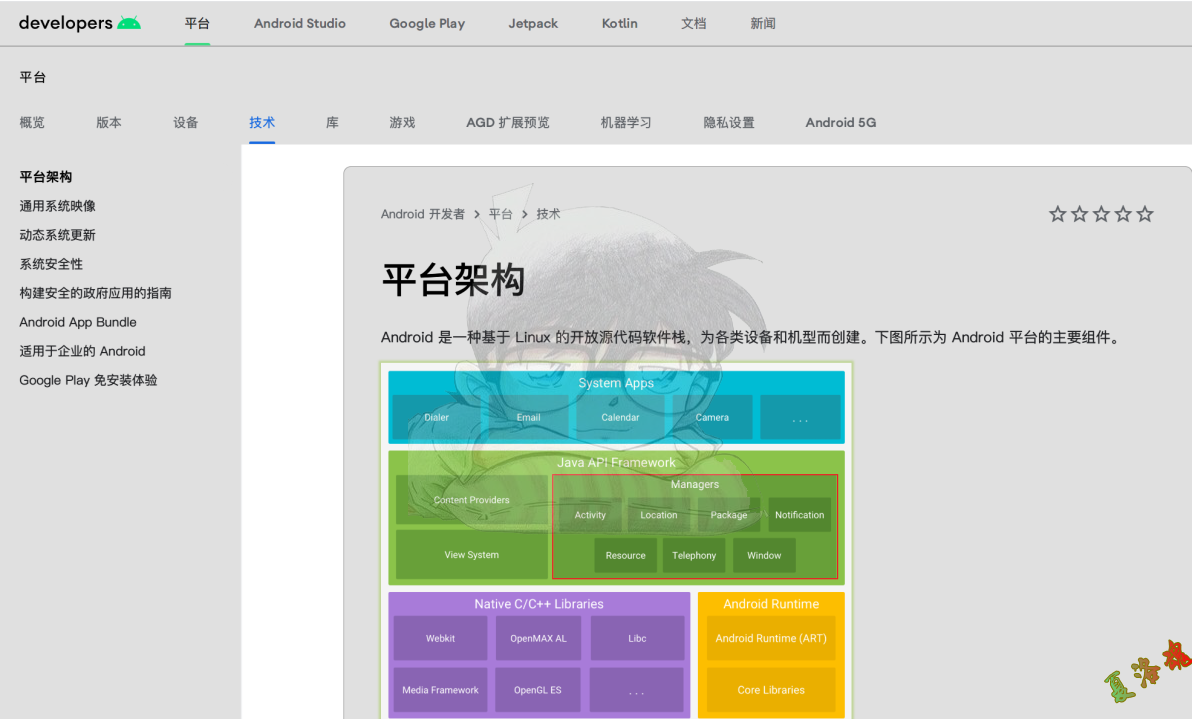 developers 平台 Android Studio Google Play Jetpack Kotlin 文档 新闻
平台
概览 版本 设备 技术 库 游戏 AGD 扩展预览 机器学习 隐私设置 Android 5G
平台架构
通用系统映像
动态系统更新
系统安全性
构建安全的政府应用的指南
Android App Bundle
适用于企业的 Android
Google Play 免安装体验
Android 开发者 > 平台 > 技术
平台架构
Android 是一种基于 Linux 的开放源代码软件栈，为各类设备和机型而创建。下图所示为 Android 平台的主要组件。
System Apps
Dialer Email Calendar Camera ...
Java API Framework
Content Providers
View System
Managers
Activity Location Package Notification
Resource Telephony Window
Native C/C++ Libraries
Webkit OpenMAX AL Libc
Media Framework OpenGL ES ...
Android Runtime
Android Runtime (ART)
Core Libraries